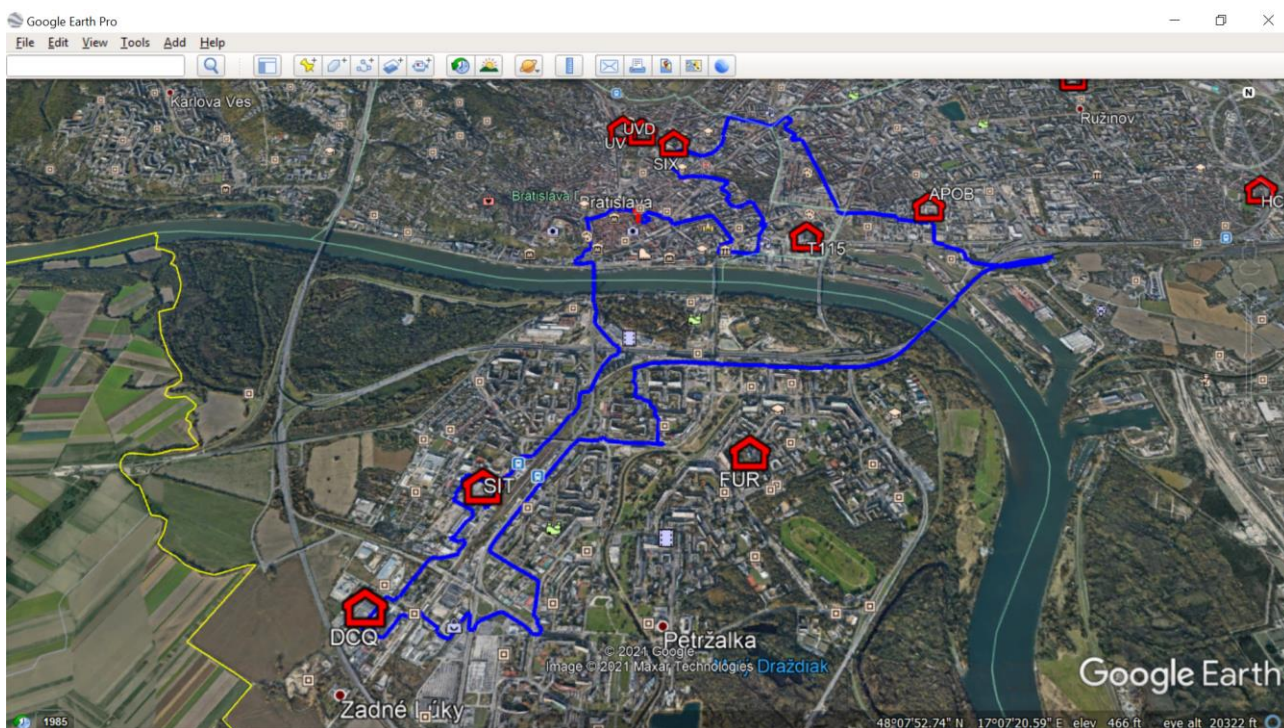 Google Earth Pro
File Edit View Tools Add Help
Karlova Ves
Ružinov
N
UVD
UV
SIX
Bratislava
APOB
HC
T115
SIT
FUR
DCQ
Petržalka
© 2021 Google
Image © 2021 Maxar Technologies
Draždiak
Google Earth
Zadné Lúky
1985
48°07'52.74" N 17°07'20.59" E elev 466 ft eye alt 20322 ft